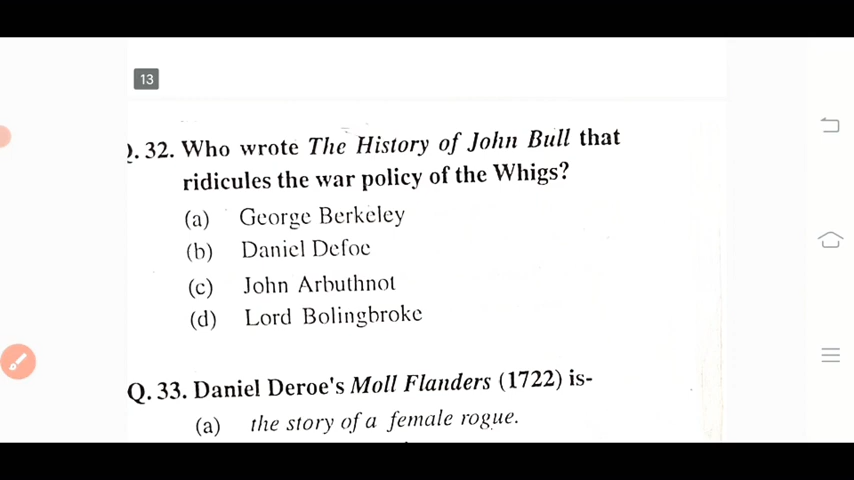 13
Q. 32. Who wrote The History of John Bull that
ridicules the war policy of the Whigs?
(a) George Berkeley
(b) Daniel Defoe
(c) John Arbuthnot
(d) Lord Bolingbroke
Q. 33. Daniel Deroe's Moll Flanders (1722) is-
(a) the story of a female rogue.